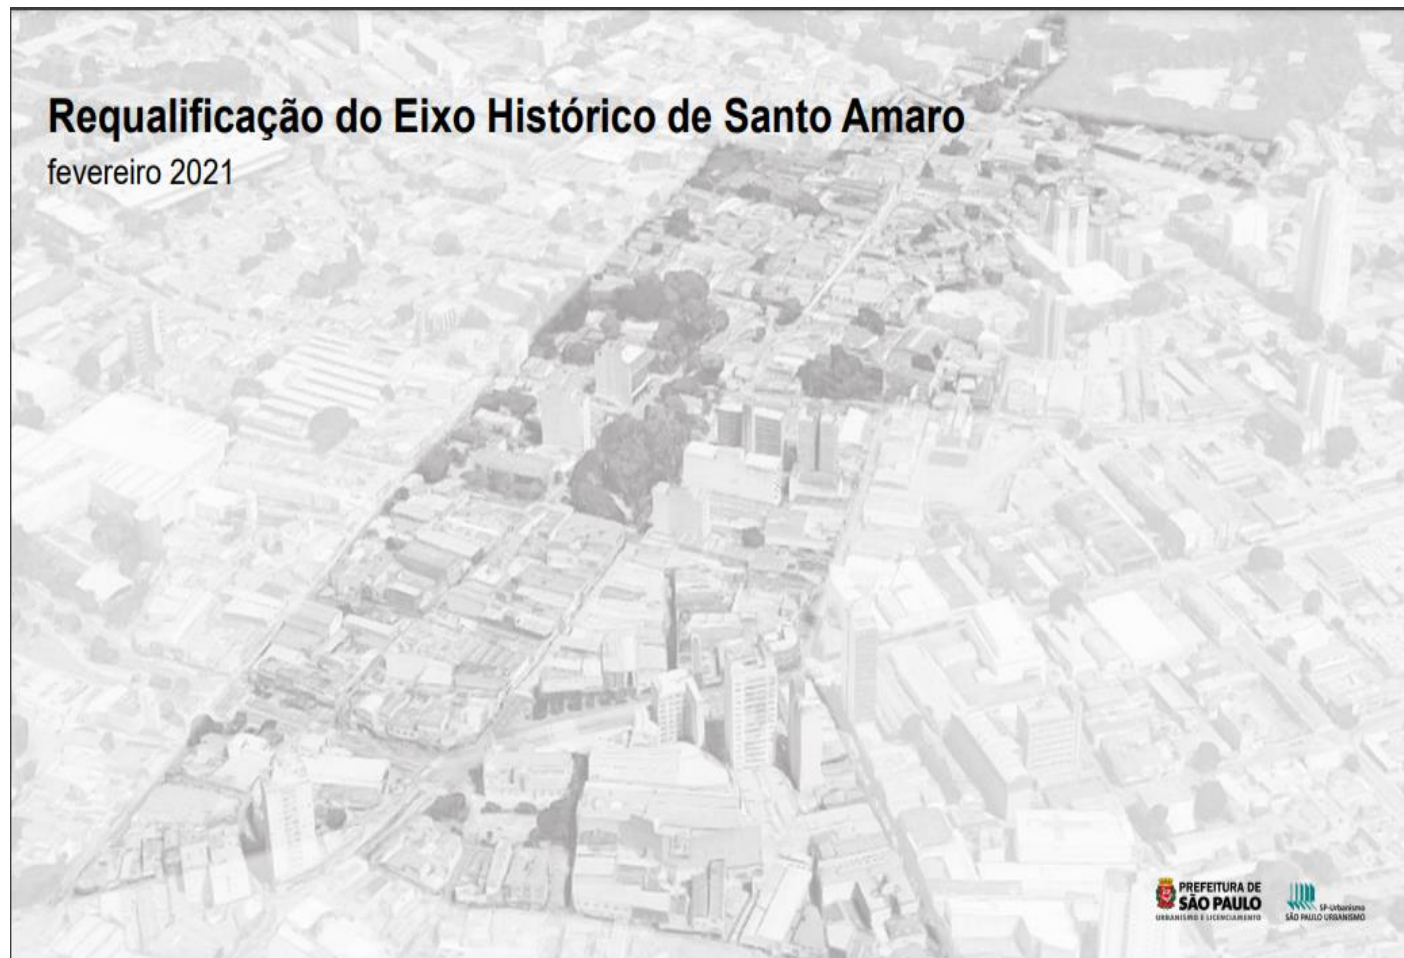 Requalificação do Eixo Histórico de Santo Amaro
fevereiro 2021
PREFEITURA DE
SÃO PAULO
URBANISMO E LICENCIAMENTO
SP-Urbanismo
SÃO PAULO URBANISMO